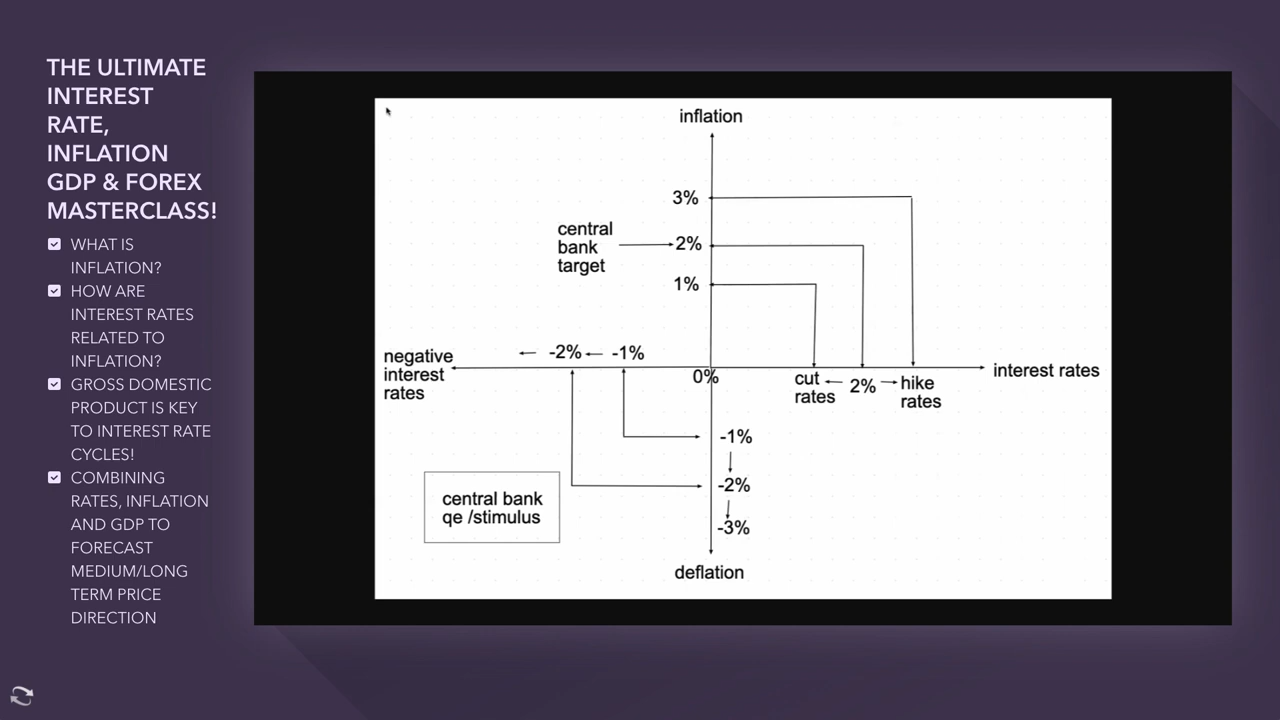 THE ULTIMATE
INTEREST
RATE,
INFLATION
GDP & FOREX
MASTERCLASS!
WHAT IS
INFLATION?
HOW ARE
INTEREST RATES
RELATED TO
INFLATION?
GROSS DOMESTIC
PRODUCT IS KEY
TO INTEREST RATE
CYCLES!
COMBINING
RATES, INFLATION
AND GDP TO
FORECAST
MEDIUM/LONG
TERM PRICE
DIRECTION
inflation
3%
central
bank
target
2%
1%
negative
interest
rates
-2%
-1%
0%
cut
rates
2%
hike
rates
interest rates
-1%
-2%
-3%
central bank
qe /stimulus
deflation